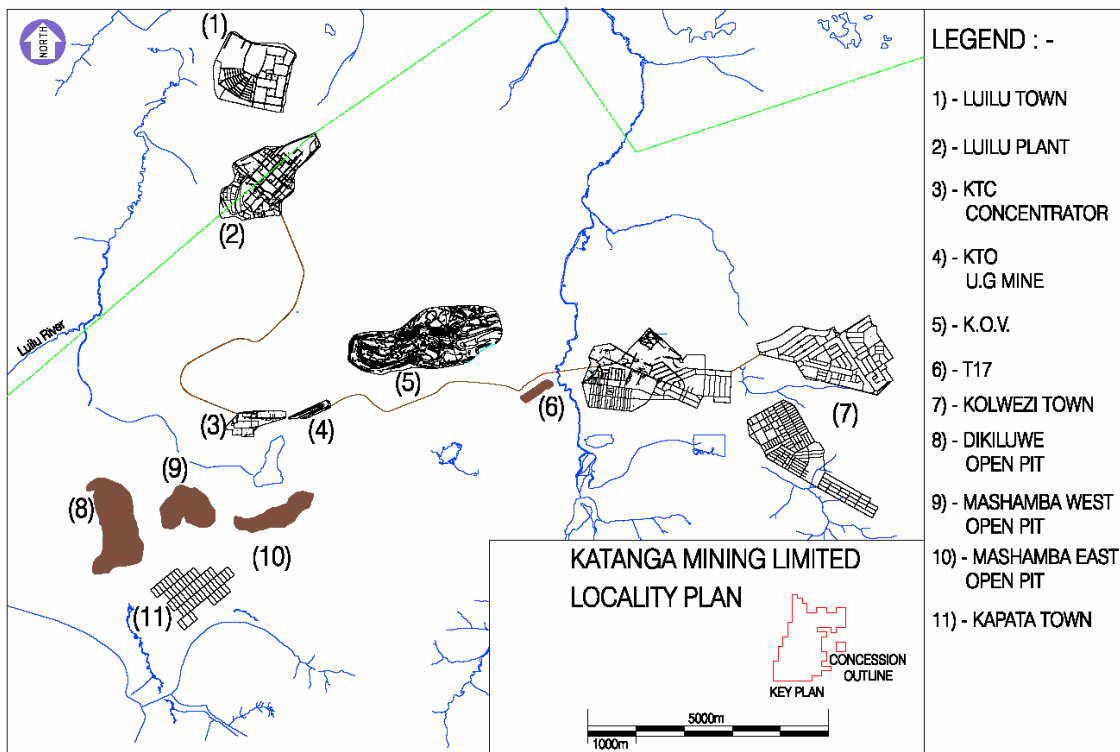 NORTH
(1)
(2)
Luilu River
(5)
(6)
(7)
(3)
(4)
(9)
(8)
(10)
(11)
KATANGA MINING LIMITED
LOCALITY PLAN
CONCESSION
OUTLINE
KEY PLAN
5000m
1000m
LEGEND : -
1) - LUILU TOWN
2) - LUILU PLANT
3) - KTC
CONCENTRATOR
4) - KTO
U.G MINE
5) - K.O.V.
6) - T17
7) - KOLWEZI TOWN
8) - DIKILUWE
OPEN PIT
9) - MASHAMBA WEST
OPEN PIT
10) - MASHAMBA EAST
OPEN PIT
11) - KAPATA TOWN